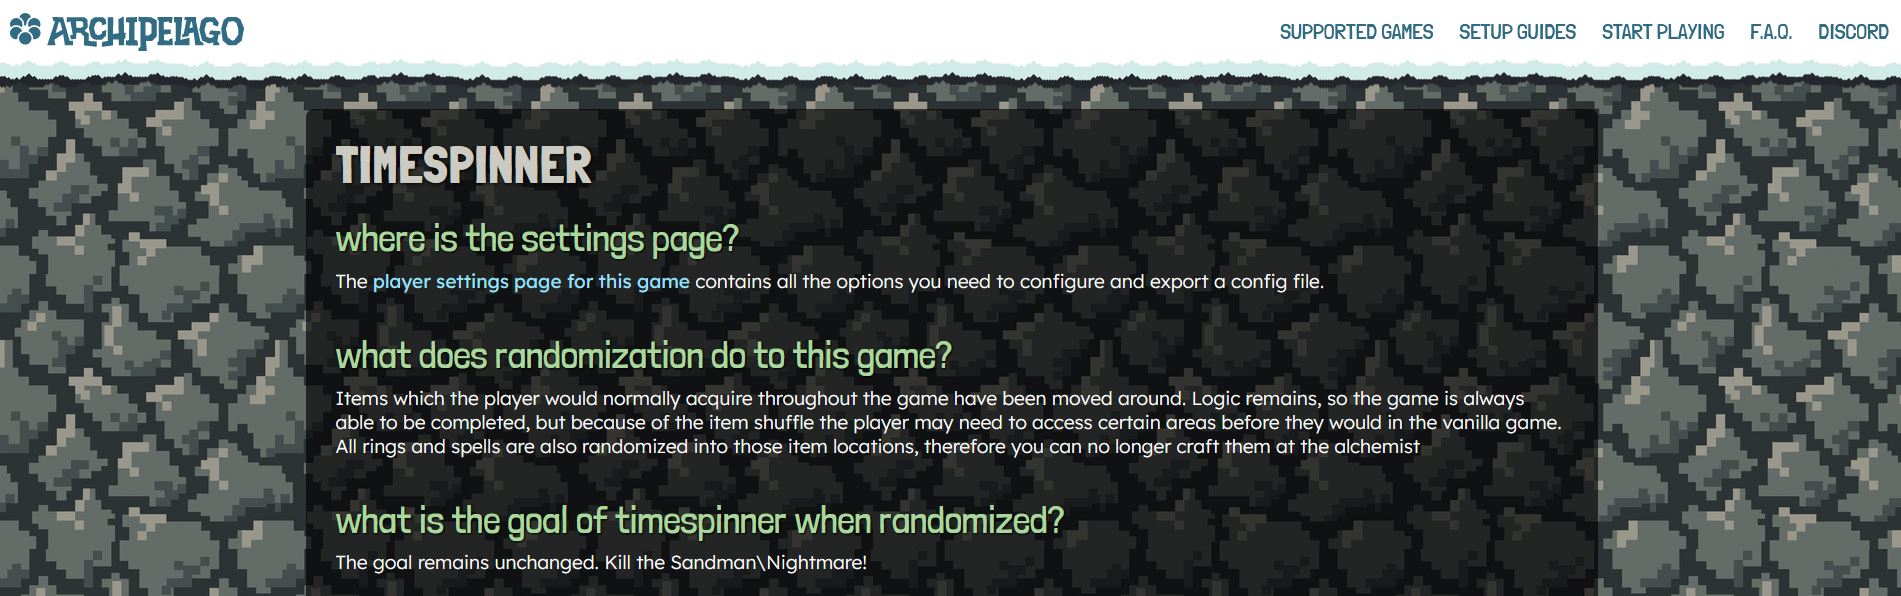 ARCHIPELAGO
SUPPORTED GAMES SETUP GUIDES START PLAYING F.A.Q. DISCORD
TIMESPINNER
where is the settings page?
The player settings page for this game contains all the options you need to configure and export a config file.
what does randomization do to this game?
Items which the player would normally acquire throughout the game have been moved around. Logic remains, so the game is always
able to be completed, but because of the item shuffle the player may need to access certain areas before they would in the vanilla game.
All rings and spells are also randomized into those item locations, therefore you can no longer craft them at the alchemist
what is the goal of timespinner when randomized?
The goal remains unchanged. Kill the Sandman\Nightmare!